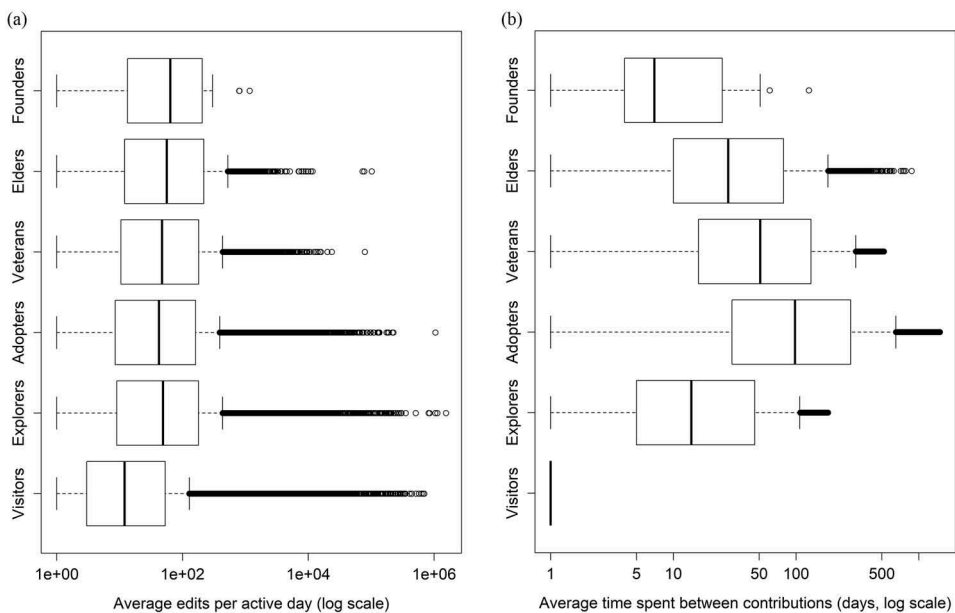 (a)
Founders
Elders
Veterans
Adopters
Explorers
Visitors
1e+00 1e+02 1e+04 1e+06
Average edits per active day (log scale)
(b)
Founders
Elders
Veterans
Adopters
Explorers
Visitors
1 5 10 50 100 500
Average time spent between contributions (days, log scale)